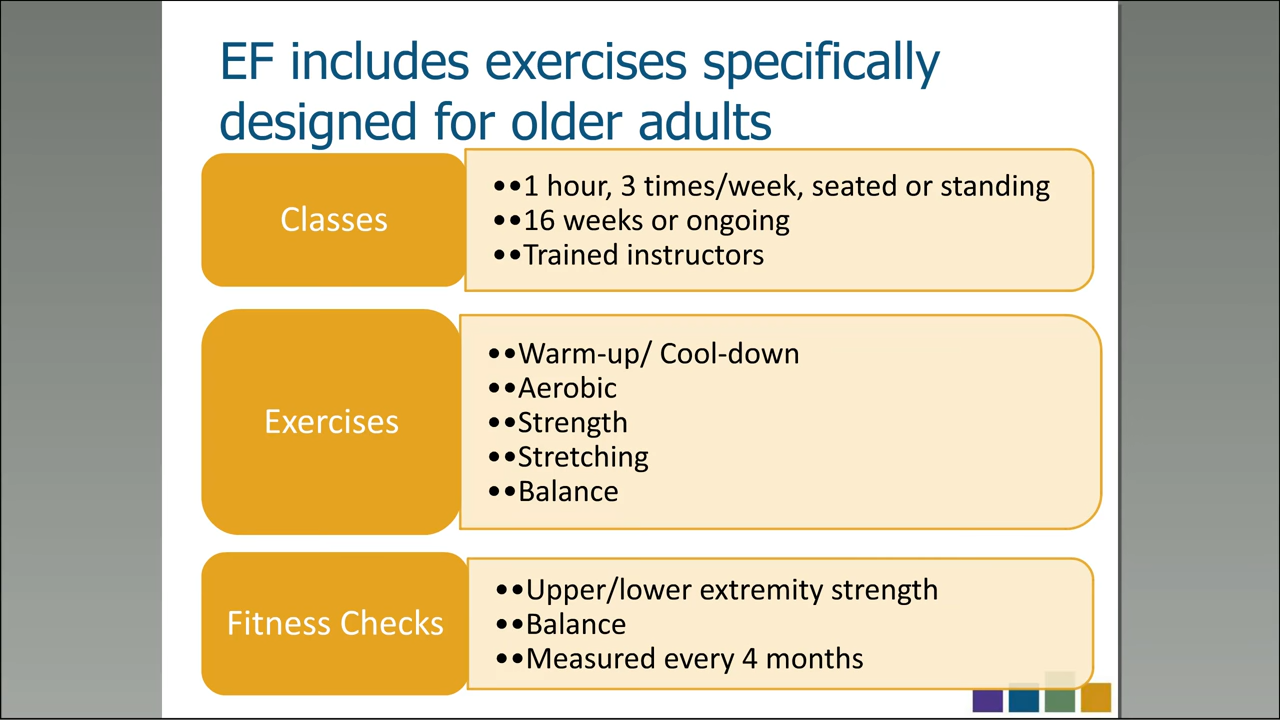 EF includes exercises specifically
designed for older adults
Classes
••1 hour, 3 times/week, seated or standing
••16 weeks or ongoing
••Trained instructors
Exercises
••Warm-up/ Cool-down
••Aerobic
••Strength
••Stretching
••Balance
Fitness Checks
••Upper/lower extremity strength
••Balance
••Measured every 4 months